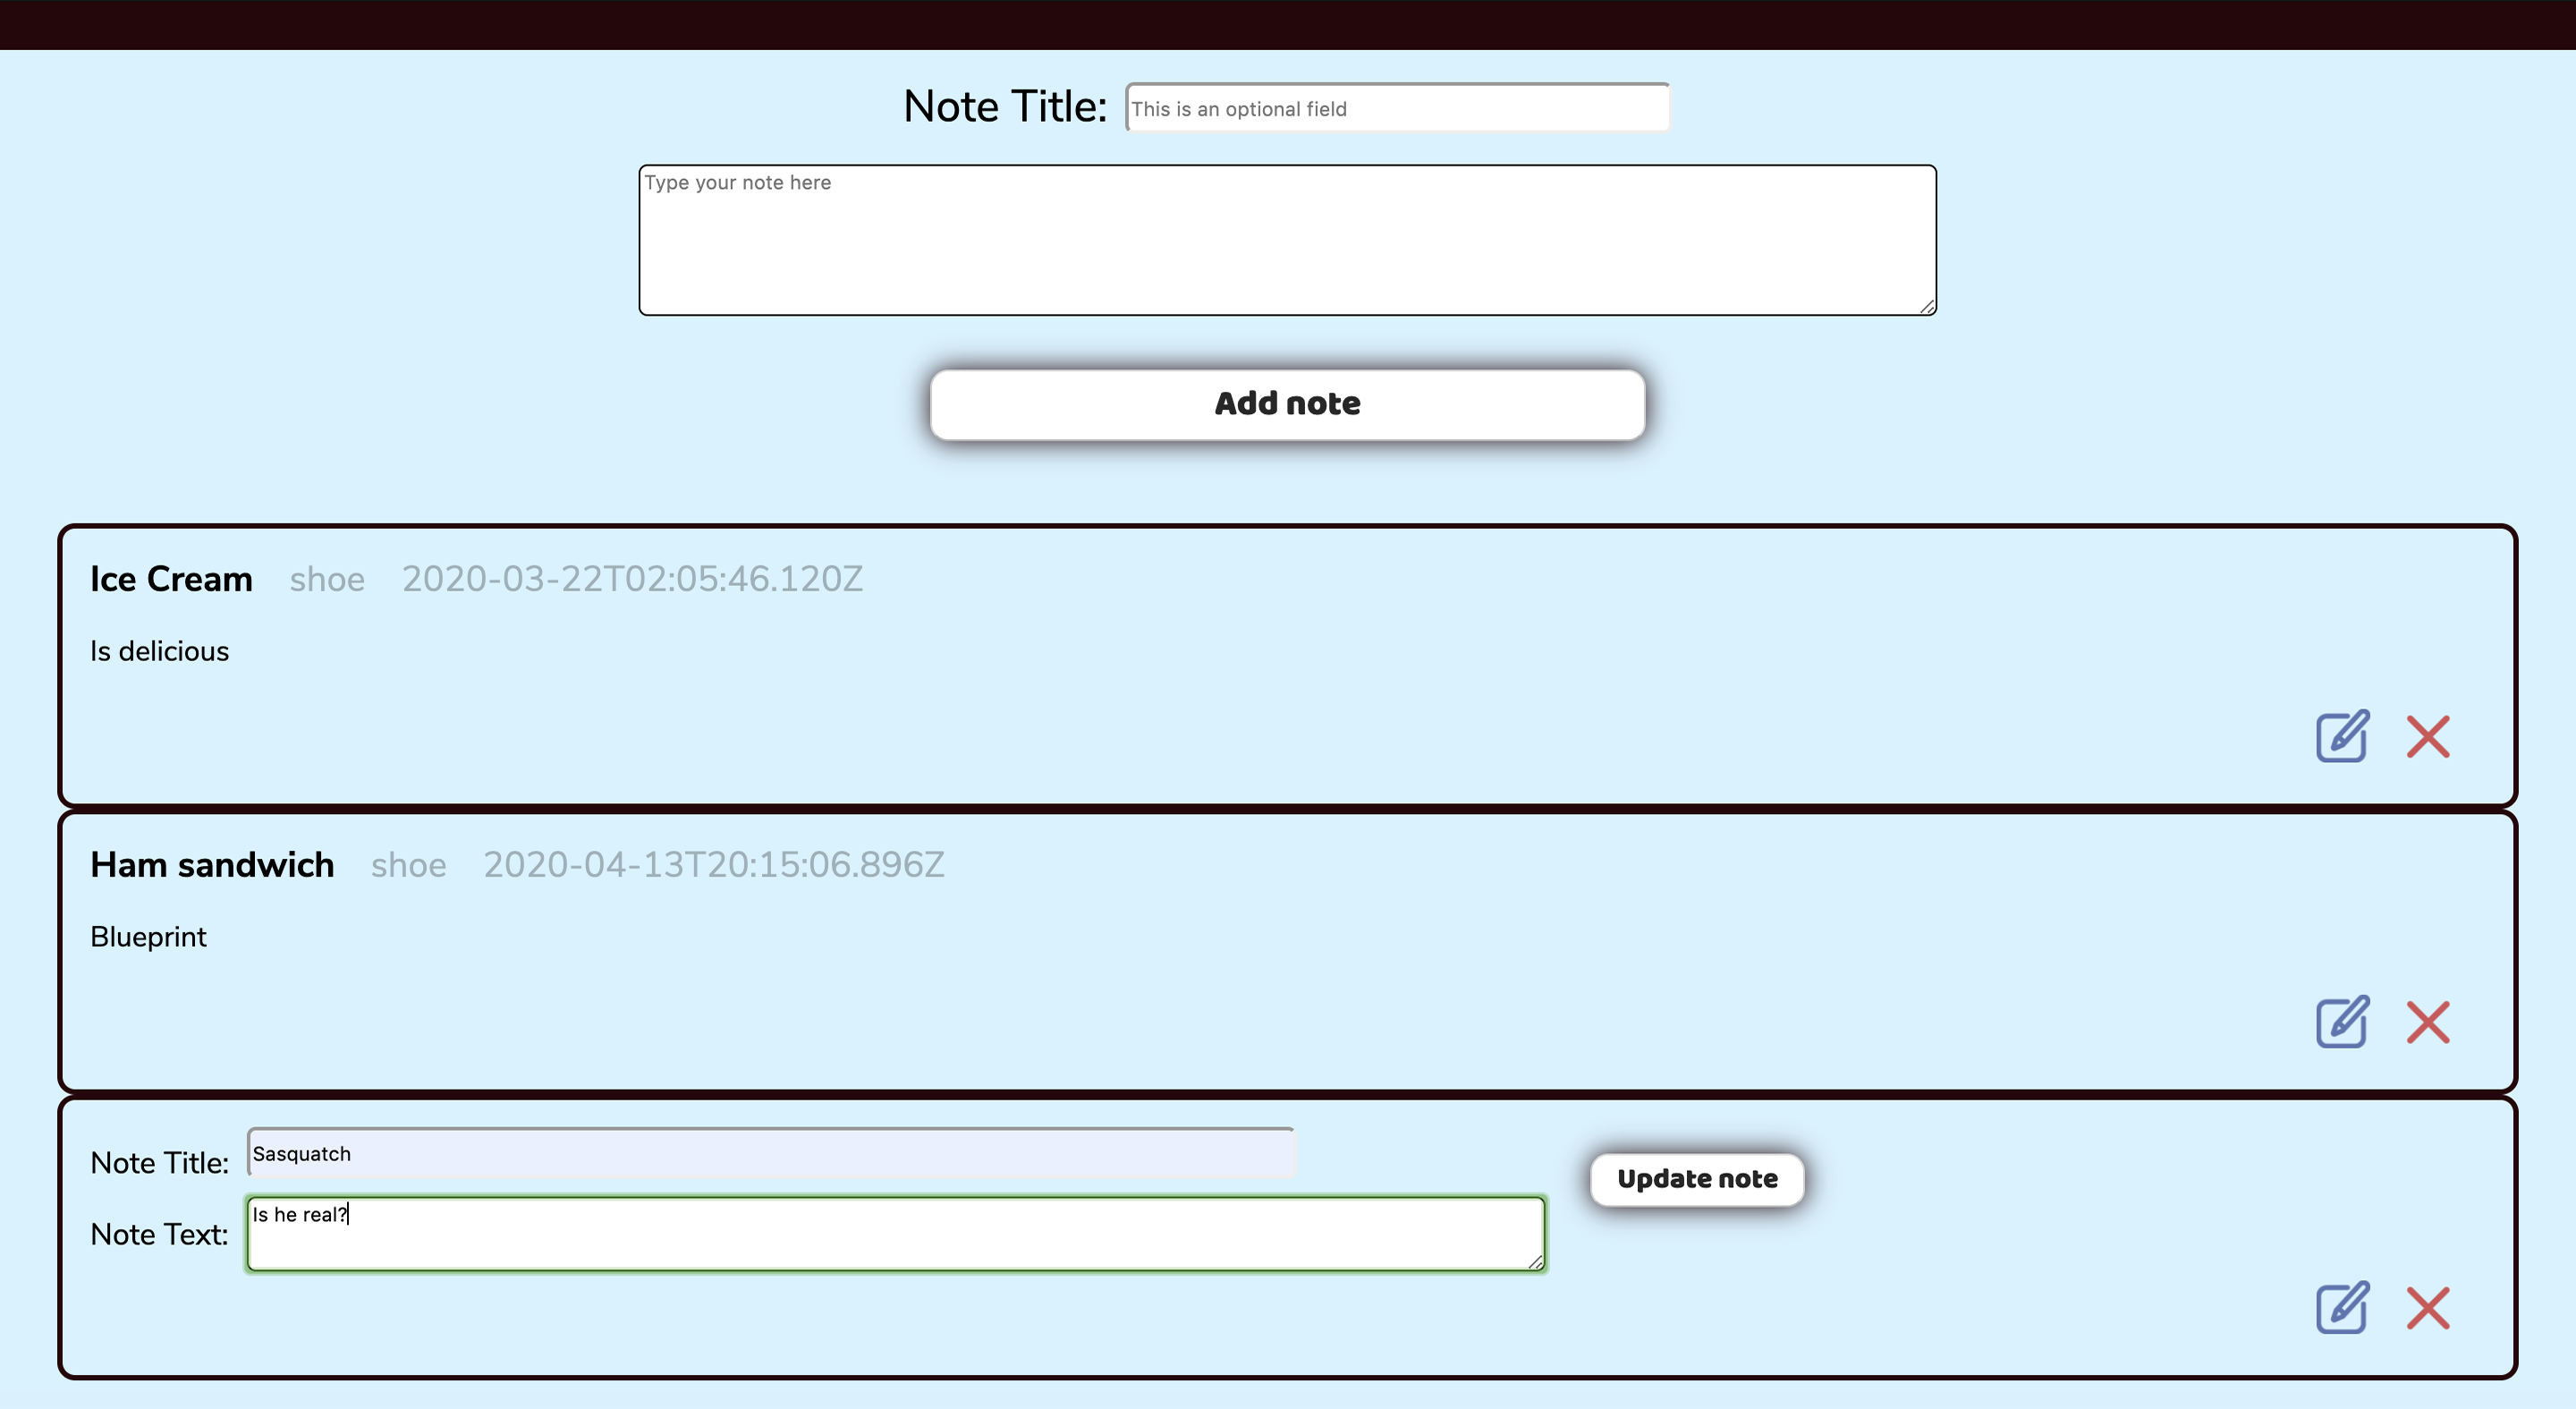 Note Title: This is an optional field
Type your note here
Add note
Ice Cream shoe 2020-03-22T02:05:46.120Z
Is delicious
Ham sandwich shoe 2020-04-13T20:15:06.896Z
Blueprint
Note Title: Sasquatch
Update note
Note Text: Is he real?